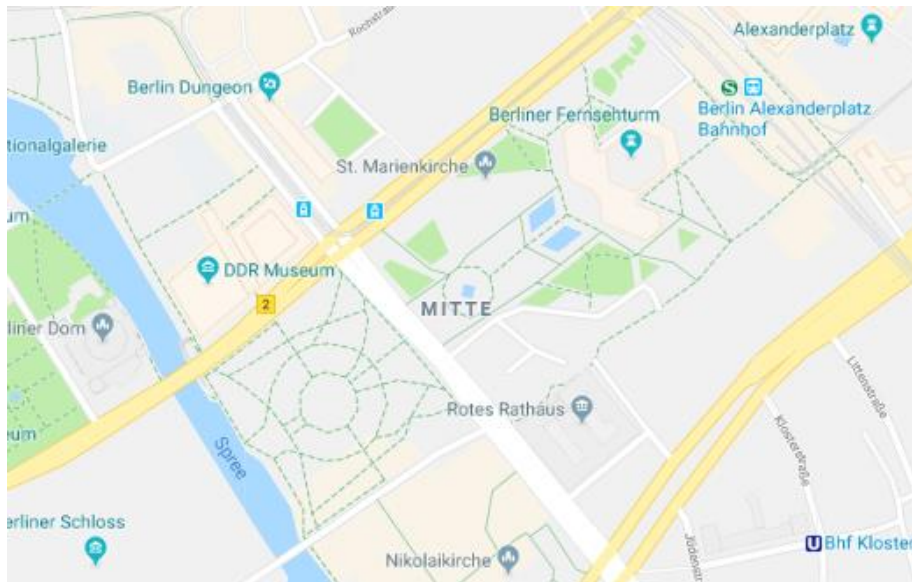 Rochstraße
Alexanderplatz
Berlin Dungeon
S
Berliner Fernsehturm
Berlin Alexanderplatz
Bahnhof
tionalgalerie
St. Marienkirche
um
DDR Museum
2
MITTE
liner Dom
Littenstraße
Rotes Rathaus
Klosterstraße
eum
Spree
erliner Schloss
U Bhf Kloster
Jüdenstr
Nikolaikirche